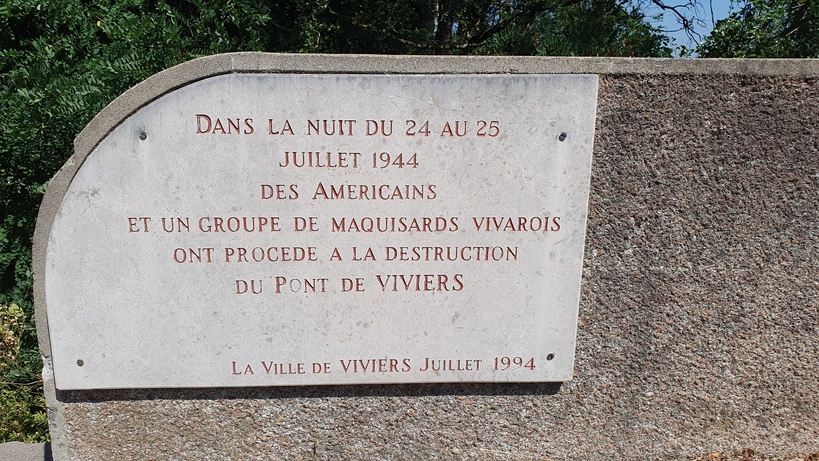 DANS LA NUIT DU 24 AU 25
JUILLET 1944
DES AMERICAINS
ET UN GROUPE DE MAQUISARDS VIVAROIS
ONT PROCEDE A LA DESTRUCTION
DU PONT DE VIVIERS
LA VILLE DE VIVIERS JUILLET 1994